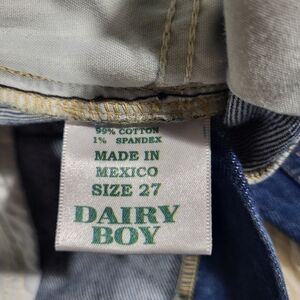 99% COTTON
1% SPANDEX
MADE IN
MEXICO
SIZE 27
DAIRY
BOY